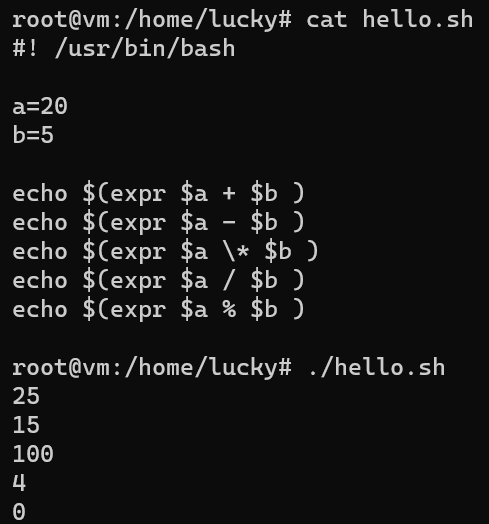 root@vm:/home/lucky# cat hello.sh
#! /usr/bin/bash
a=20
b=5
echo $(expr $a + $b )
echo $(expr $a - $b )
echo $(expr $a \* $b )
echo $(expr $a / $b )
echo $(expr $a % $b )
root@vm:/home/lucky# ./hello.sh
25
15
100
4
0